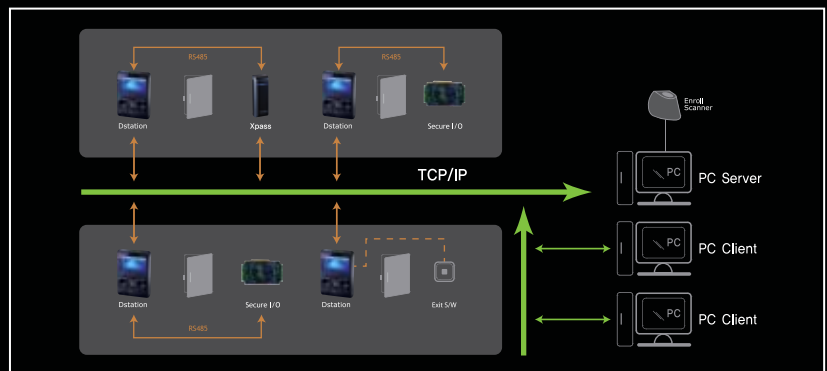 RS485
RS485
Dstation
Xpass
Dstation
Secure I/O
Enroll
Scanner
TCP/IP
PC
PC Server
PC
PC Client
Dstation
Secure I/O
Dstation
Exit S/W
PC
PC Client
RS485